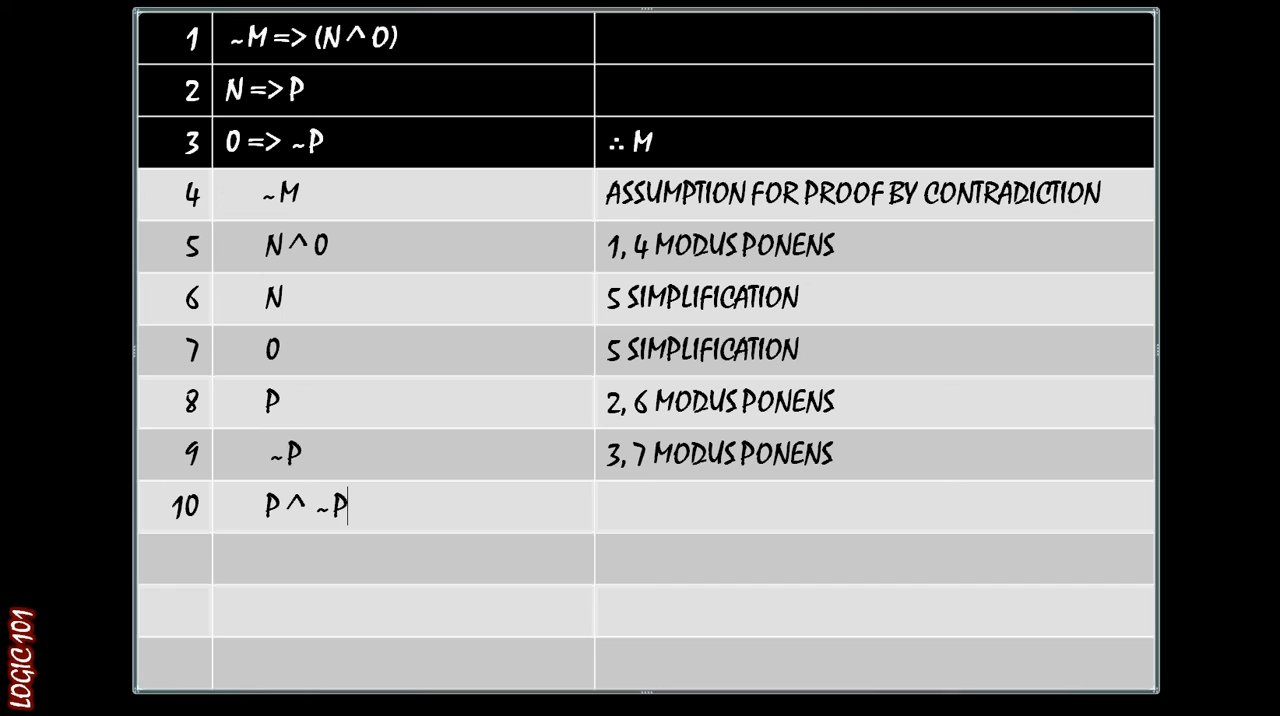 1 ~M => (N ^ O)
2 N => P
3 O => ~P ∴ M
4 ~M ASSUMPTION FOR PROOF BY CONTRADICTION
5 N ^ O 1, 4 MODUS PONENS
6 N 5 SIMPLIFICATION
7 O 5 SIMPLIFICATION
8 P 2, 6 MODUS PONENS
9 ~P 3, 7 MODUS PONENS
10 P ^ ~P
LOGIC 101